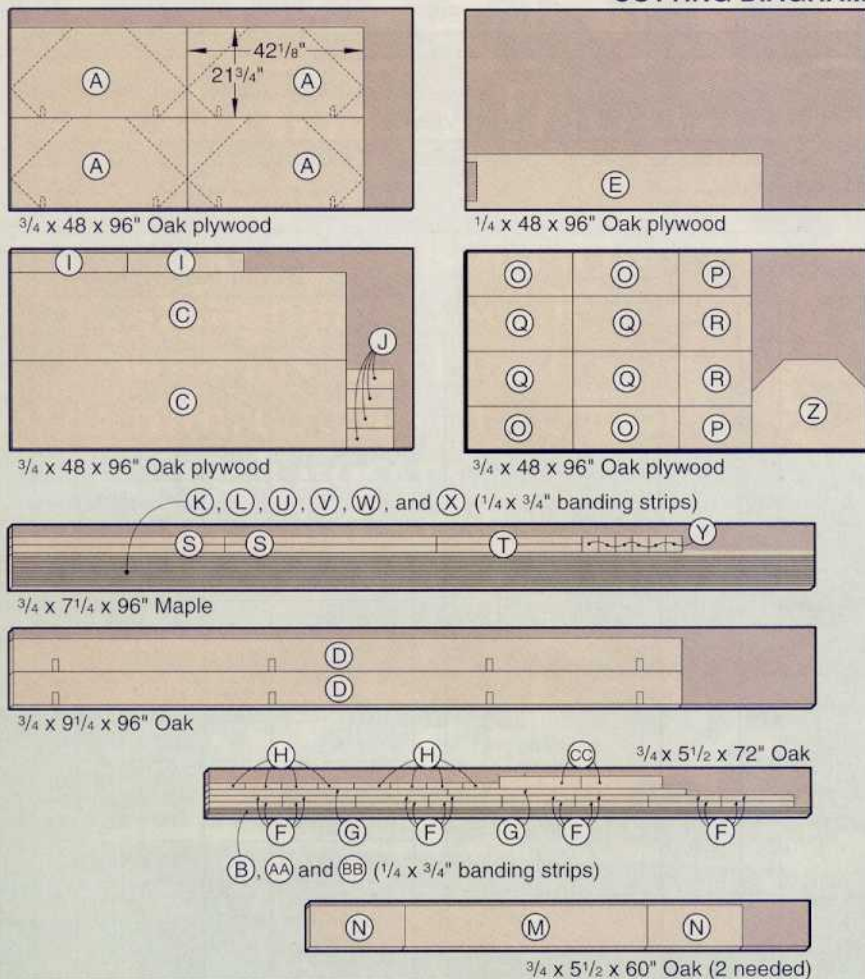 A A
42 1/8"
21 3/4"
A A
3/4 x 48 x 96" Oak plywood
E
1/4 x 48 x 96" Oak plywood
I I
C
J
C
3/4 x 48 x 96" Oak plywood
O O P
Q Q R
Q Q R
Z
O O P
3/4 x 48 x 96" Oak plywood
K, L, U, V, W, and X (1/4 x 3/4" banding strips)
S S T Y
3/4 x 7 1/4 x 96" Maple
D
D
3/4 x 9 1/4 x 96" Oak
3/4 x 5 1/2 x 72" Oak
H H CC
F G F G F F
B, AA and BB (1/4 x 3/4" banding strips)
N M N
3/4 x 5 1/2 x 60" Oak (2 needed)